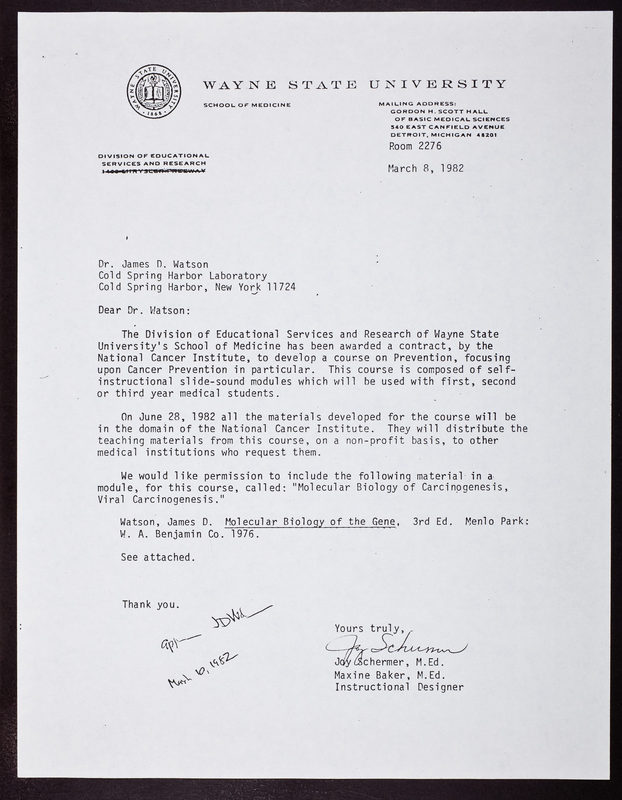 WAYNE STATE UNIVERSITY
WAYNE STATE UNIVERSITY
1868
SCHOOL OF MEDICINE
MAILING ADDRESS:
GORDON H. SCOTT HALL
OF BASIC MEDICAL SCIENCES
540 EAST CANFIELD AVENUE
DETROIT, MICHIGAN 48201
Room 2276
DIVISION OF EDUCATIONAL
SERVICES AND RESEARCH
1400 CHRYSLER FREEWAY
March 8, 1982
Dr. James D. Watson
Cold Spring Harbor Laboratory
Cold Spring Harbor, New York 11724
Dear Dr. Watson:
The Division of Educational Services and Research of Wayne State
University's School of Medicine has been awarded a contract, by the
National Cancer Institute, to develop a course on Prevention, focusing
upon Cancer Prevention in particular. This course is composed of self-
instructional slide-sound modules which will be used with first, second
or third year medical students.
On June 28, 1982 all the materials developed for the course will be
in the domain of the National Cancer Institute. They will distribute the
teaching materials from this course, on a non-profit basis, to other
medical institutions who request them.
We would like permission to include the following material in a
module, for this course, called: "Molecular Biology of Carcinogenesis,
Viral Carcinogenesis."
Watson, James D. Molecular Biology of the Gene, 3rd Ed. Menlo Park:
W. A. Benjamin Co. 1976.
See attached.
Thank you.
JDW
March 1982
Yours truly,
Joy Schermer
Joy Schermer, M.Ed.
Maxine Baker, M.Ed.
Instructional Designer